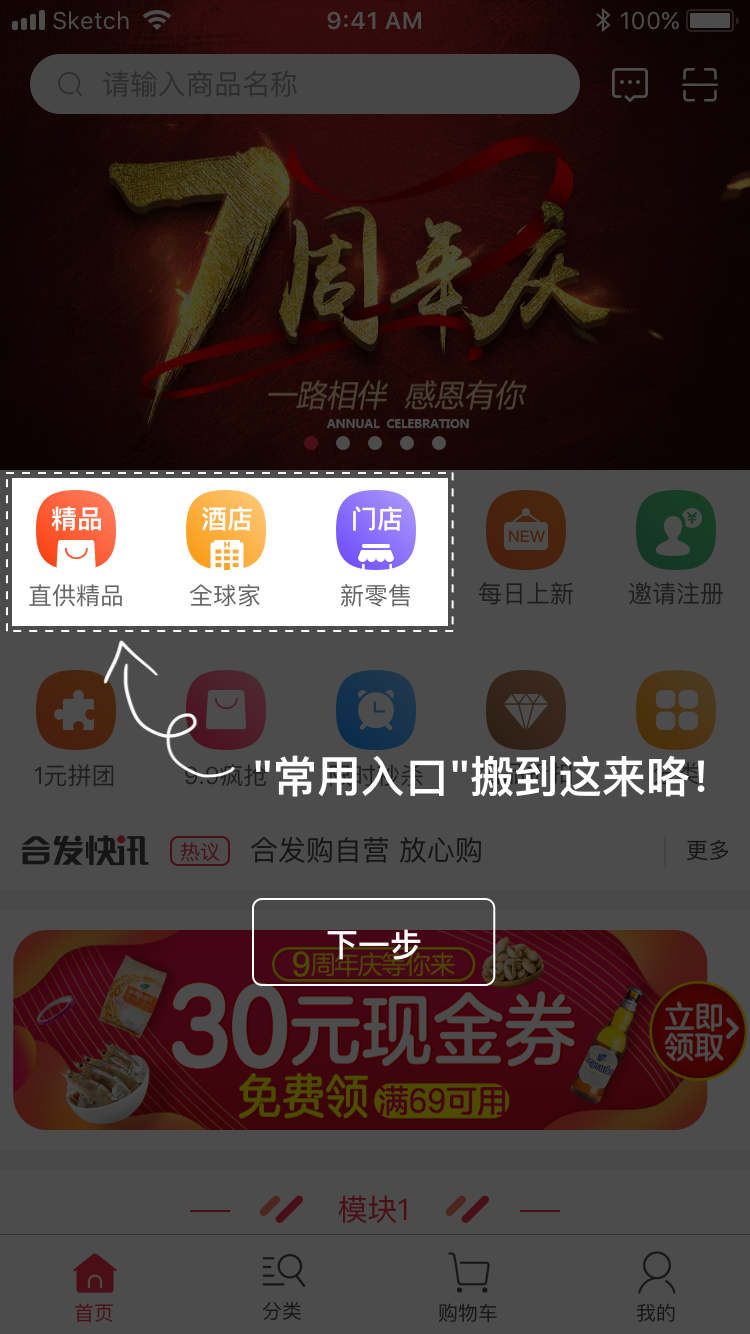 Sketch 9:41 AM 100%
请输入商品名称
7周年庆
一路相伴 感恩有你
ANNUAL CELEBRATION
精品 酒店 门店 NEW
直供精品 全球家 新零售 每日上新 邀请注册
1元拼团 9.9疯抢
"常用入口"搬到这来咯!
合发快讯 热议 合发购自营 放心购 更多
下一步
9周年庆等你来
30元现金券
免费领 满69可用
立即
领取
模块1
首页 分类 购物车 我的